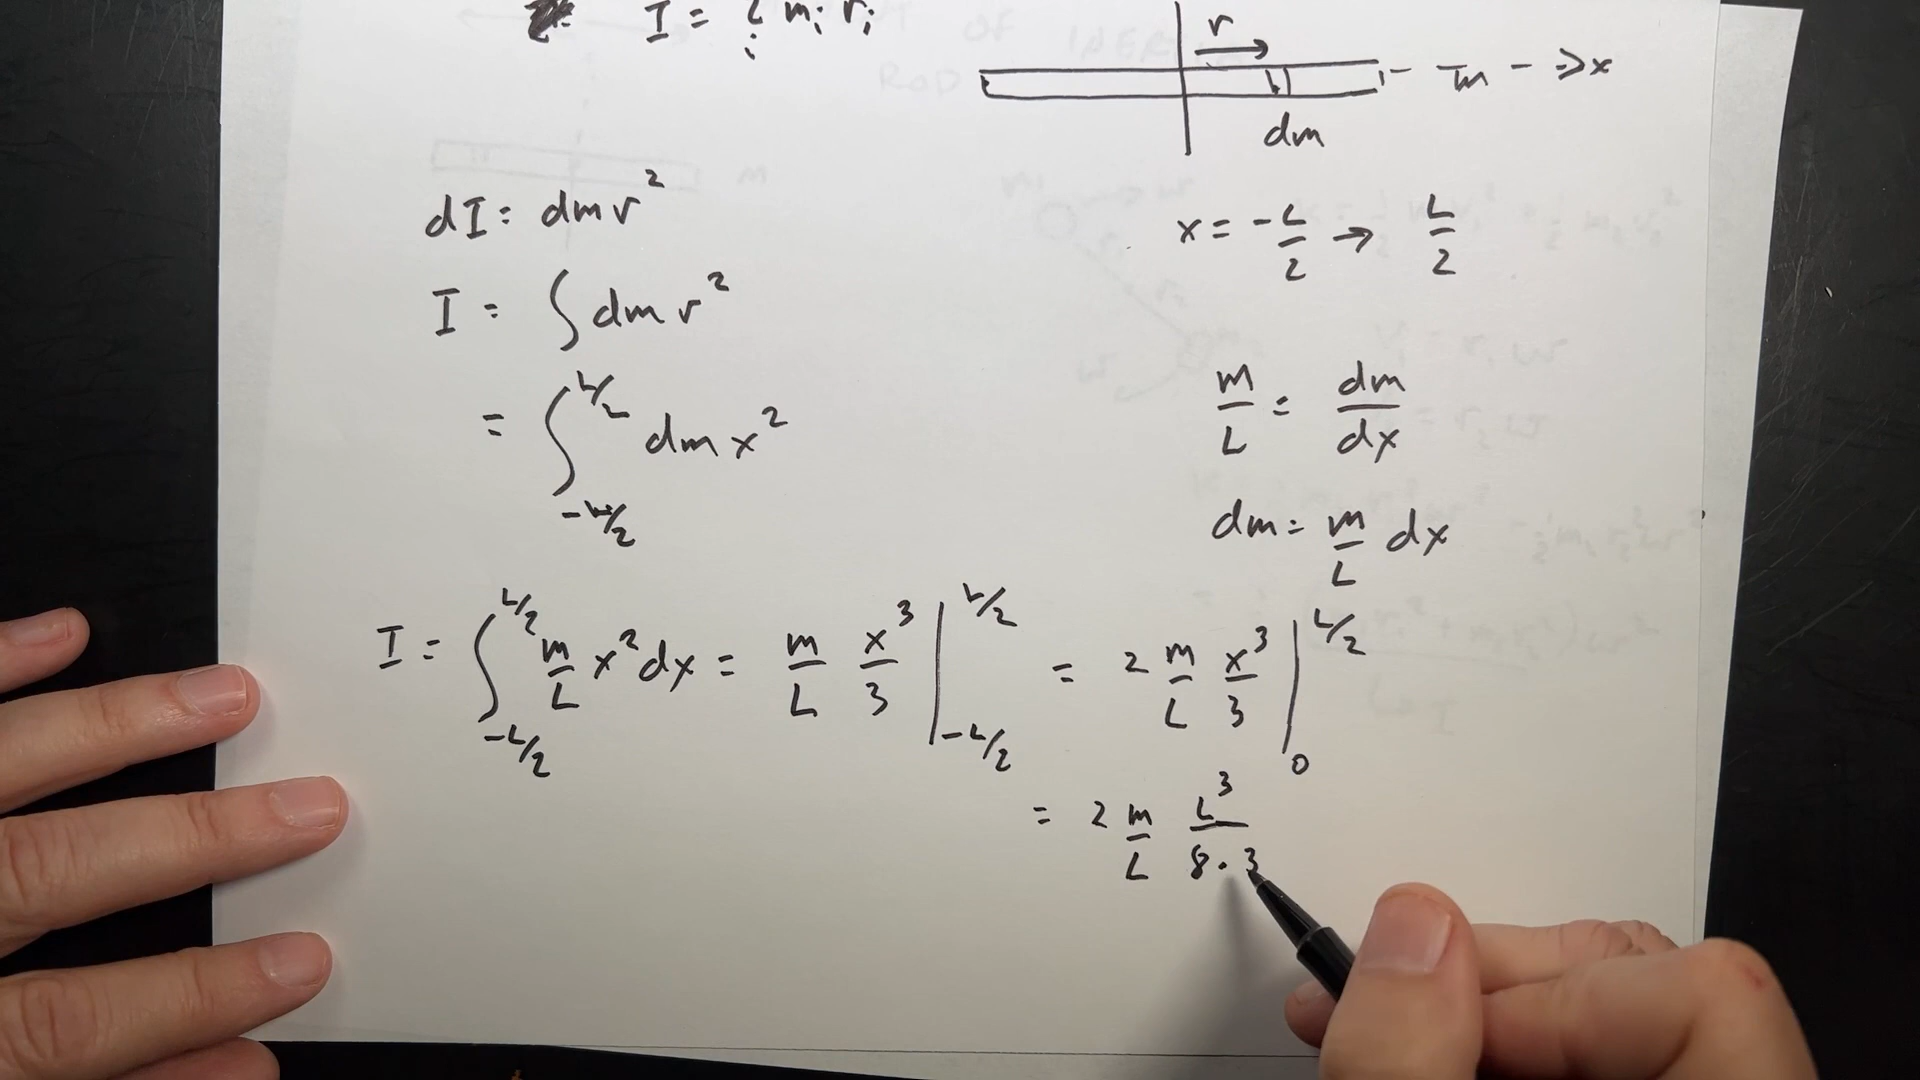 I = Σ mᵢ rᵢ
i
r
m → x
dm
dI = dm r²
x = -L/2 → L/2
I = ∫ dm r²
m/L = dm/dx
= ∫_{-L/2}^{L/2} dm x²
dm = m/L dx
I = ∫_{-L/2}^{L/2} m/L x² dx = m/L x³/3 |_{-L/2}^{L/2} = 2 m/L x³/3 |_0^{L/2}
= 2 m/L L³/8·3